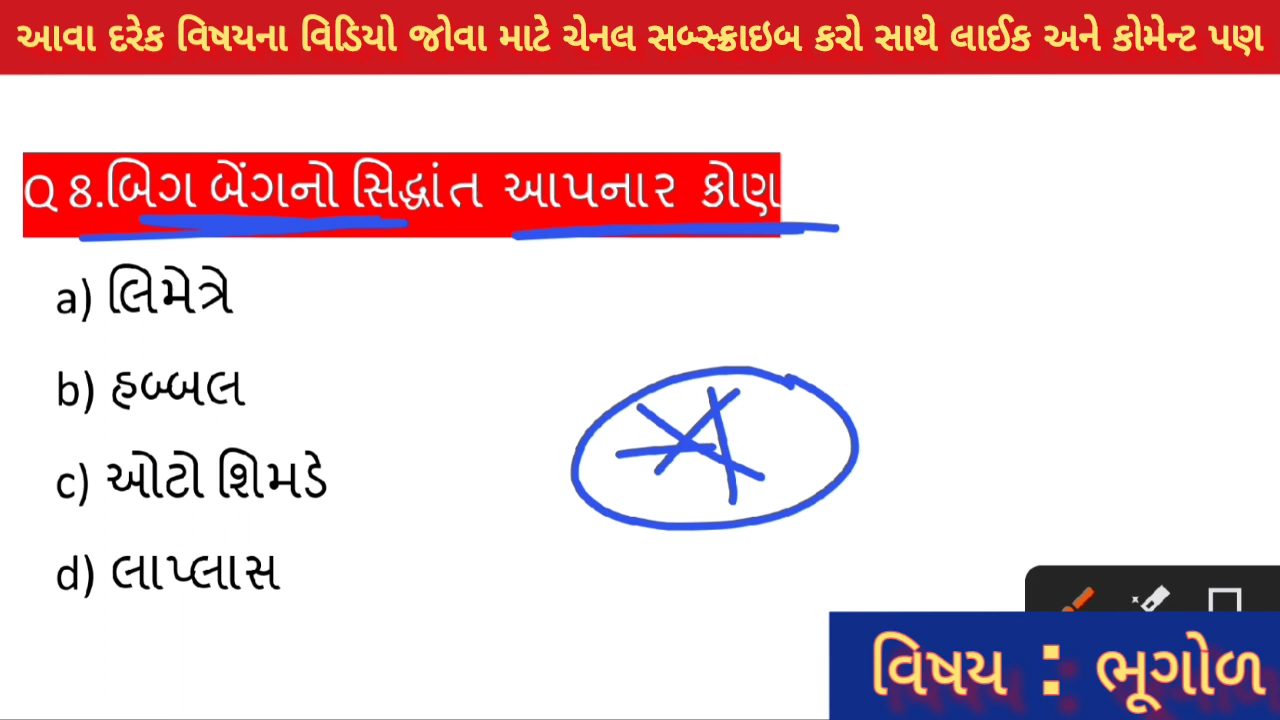 આવા દરેક વિષયના વિડિયો જોવા માટે ચેનલ સબ્સ્ક્રાઇબ કરો સાથે લાઈક અને કોમેન્ટ પણ
Q 8.બિગ બેંગનો સિદ્ધાંત આપનાર કોણ
a) લિમેત્રે
b) હબ્બલ
c) ઓટો શિમડે
d) લાપ્લાસ
વિષય : ભૂગોળ